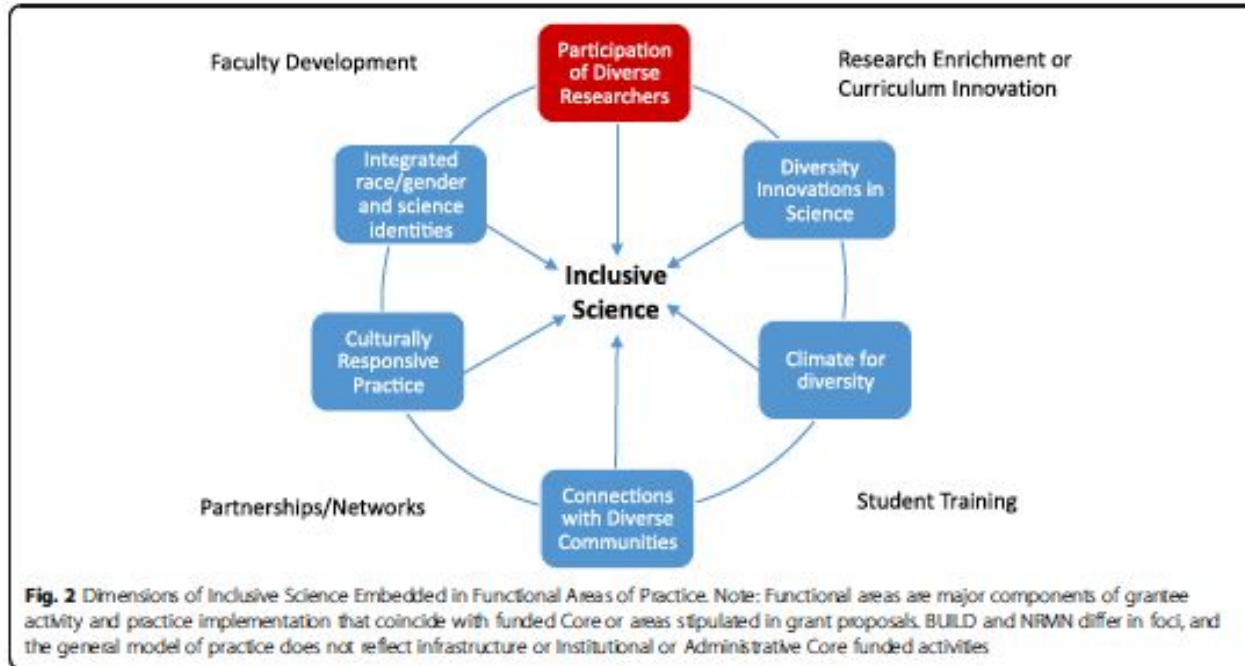 Faculty Development
Participation
of Diverse
Researchers
Research Enrichment or
Curriculum Innovation
Integrated
race/gender
and science
identities
Diversity
Innovations in
Science
Inclusive
Science
Culturally
Responsive
Practice
Climate for
diversity
Partnerships/Networks
Connections
with Diverse
Communities
Student Training
Fig. 2 Dimensions of Inclusive Science Embedded in Functional Areas of Practice. Note: Functional areas are major components of grantee
activity and practice implementation that coincide with funded Core or areas stipulated in grant proposals. BUILD and NRMN differ in foci, and
the general model of practice does not reflect infrastructure or Institutional or Administrative Core funded activities